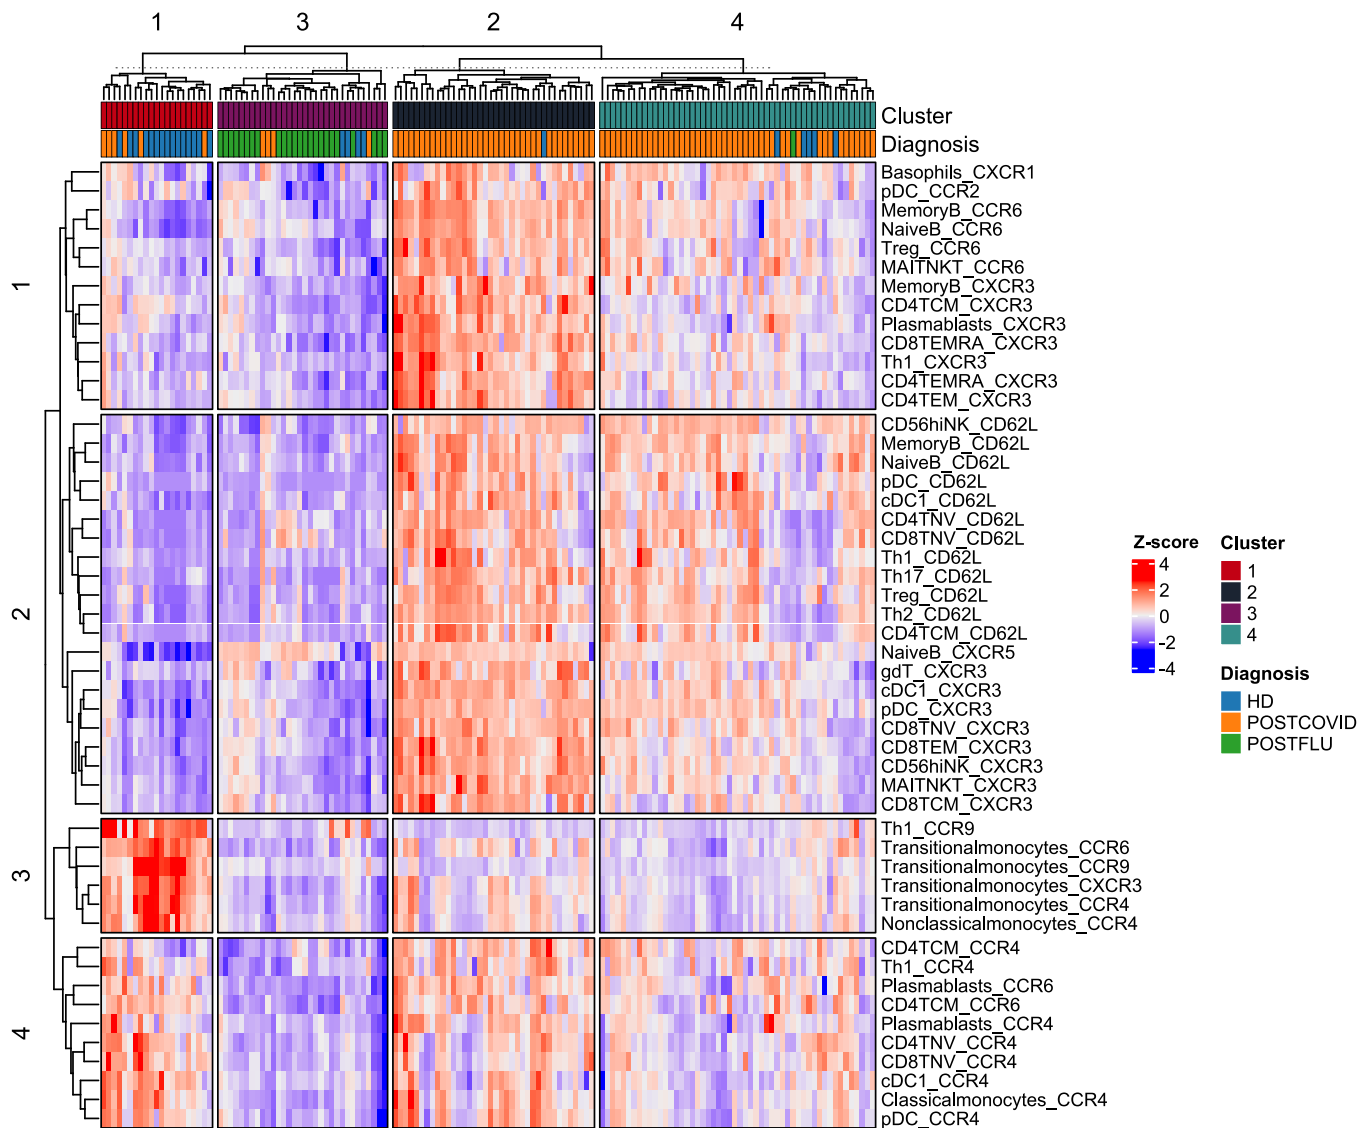 1 3 2 4
Cluster
Diagnosis
Basophils_CXCR1
pDC_CCR2
MemoryB_CCR6
NaiveB_CCR6
Treg_CCR6
MAITNKT_CCR6
MemoryB_CXCR3
CD4TCM_CXCR3
Plasmablasts_CXCR3
CD8TEMRA_CXCR3
Th1_CXCR3
CD4TEMRA_CXCR3
CD4TEM_CXCR3
1
CD56hiNK_CD62L
MemoryB_CD62L
NaiveB_CD62L
pDC_CD62L
cDC1_CD62L
CD4TNV_CD62L
CD8TNV_CD62L
Th1_CD62L
Th17_CD62L
Treg_CD62L
Th2_CD62L
CD4TCM_CD62L
NaiveB_CXCR5
gdT_CXCR3
cDC1_CXCR3
pDC_CXCR3
CD8TNV_CXCR3
CD8TEM_CXCR3
CD56hiNK_CXCR3
MAITNKT_CXCR3
CD8TCM_CXCR3
2
Th1_CCR9
Transitionalmonocytes_CCR6
Transitionalmonocytes_CCR9
Transitionalmonocytes_CXCR3
Transitionalmonocytes_CCR4
Nonclassicalmonocytes_CCR4
3
CD4TCM_CCR4
Th1_CCR4
Plasmablasts_CCR6
CD4TCM_CCR6
Plasmablasts_CCR4
CD4TNV_CCR4
CD8TNV_CCR4
cDC1_CCR4
Classicalmonocytes_CCR4
pDC_CCR4
4
Z-score
4
2
0
-2
-4
Cluster
1
2
3
4
Diagnosis
HD
POSTCOVID
POSTFLU